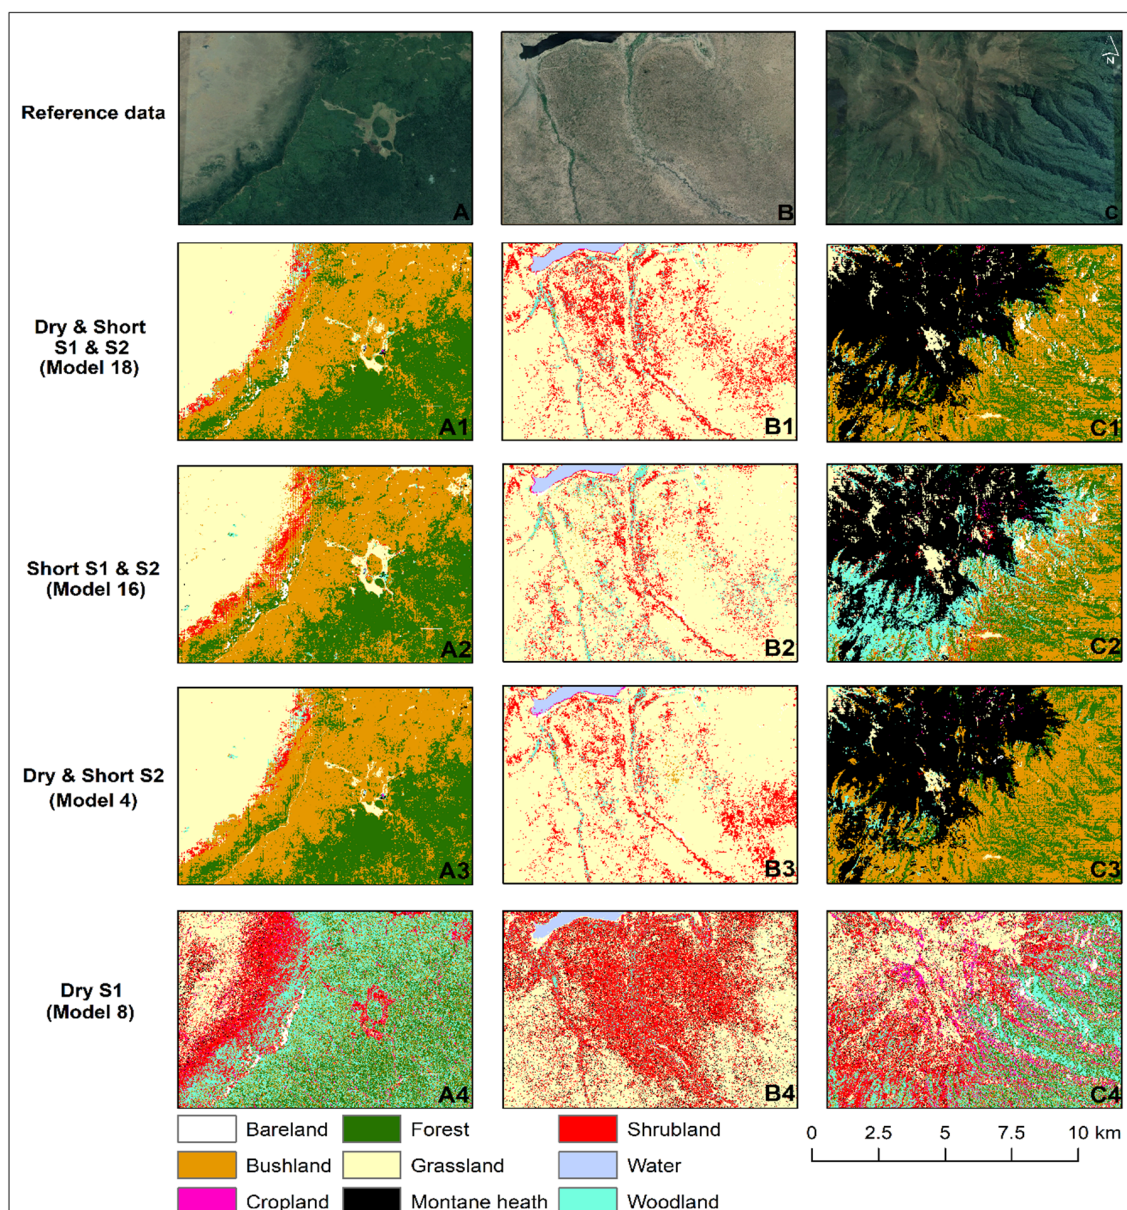 Reference data
A
B
C
N
Dry & Short
S1 & S2
(Model 18)
A1
B1
C1
Short S1 & S2
(Model 16)
A2
B2
C2
Dry & Short S2
(Model 4)
A3
B3
C3
Dry S1
(Model 8)
A4
B4
C4
Bareland
Forest
Shrubland
Bushland
Grassland
Water
Cropland
Montane heath
Woodland
0 2.5 5 7.5 10 km